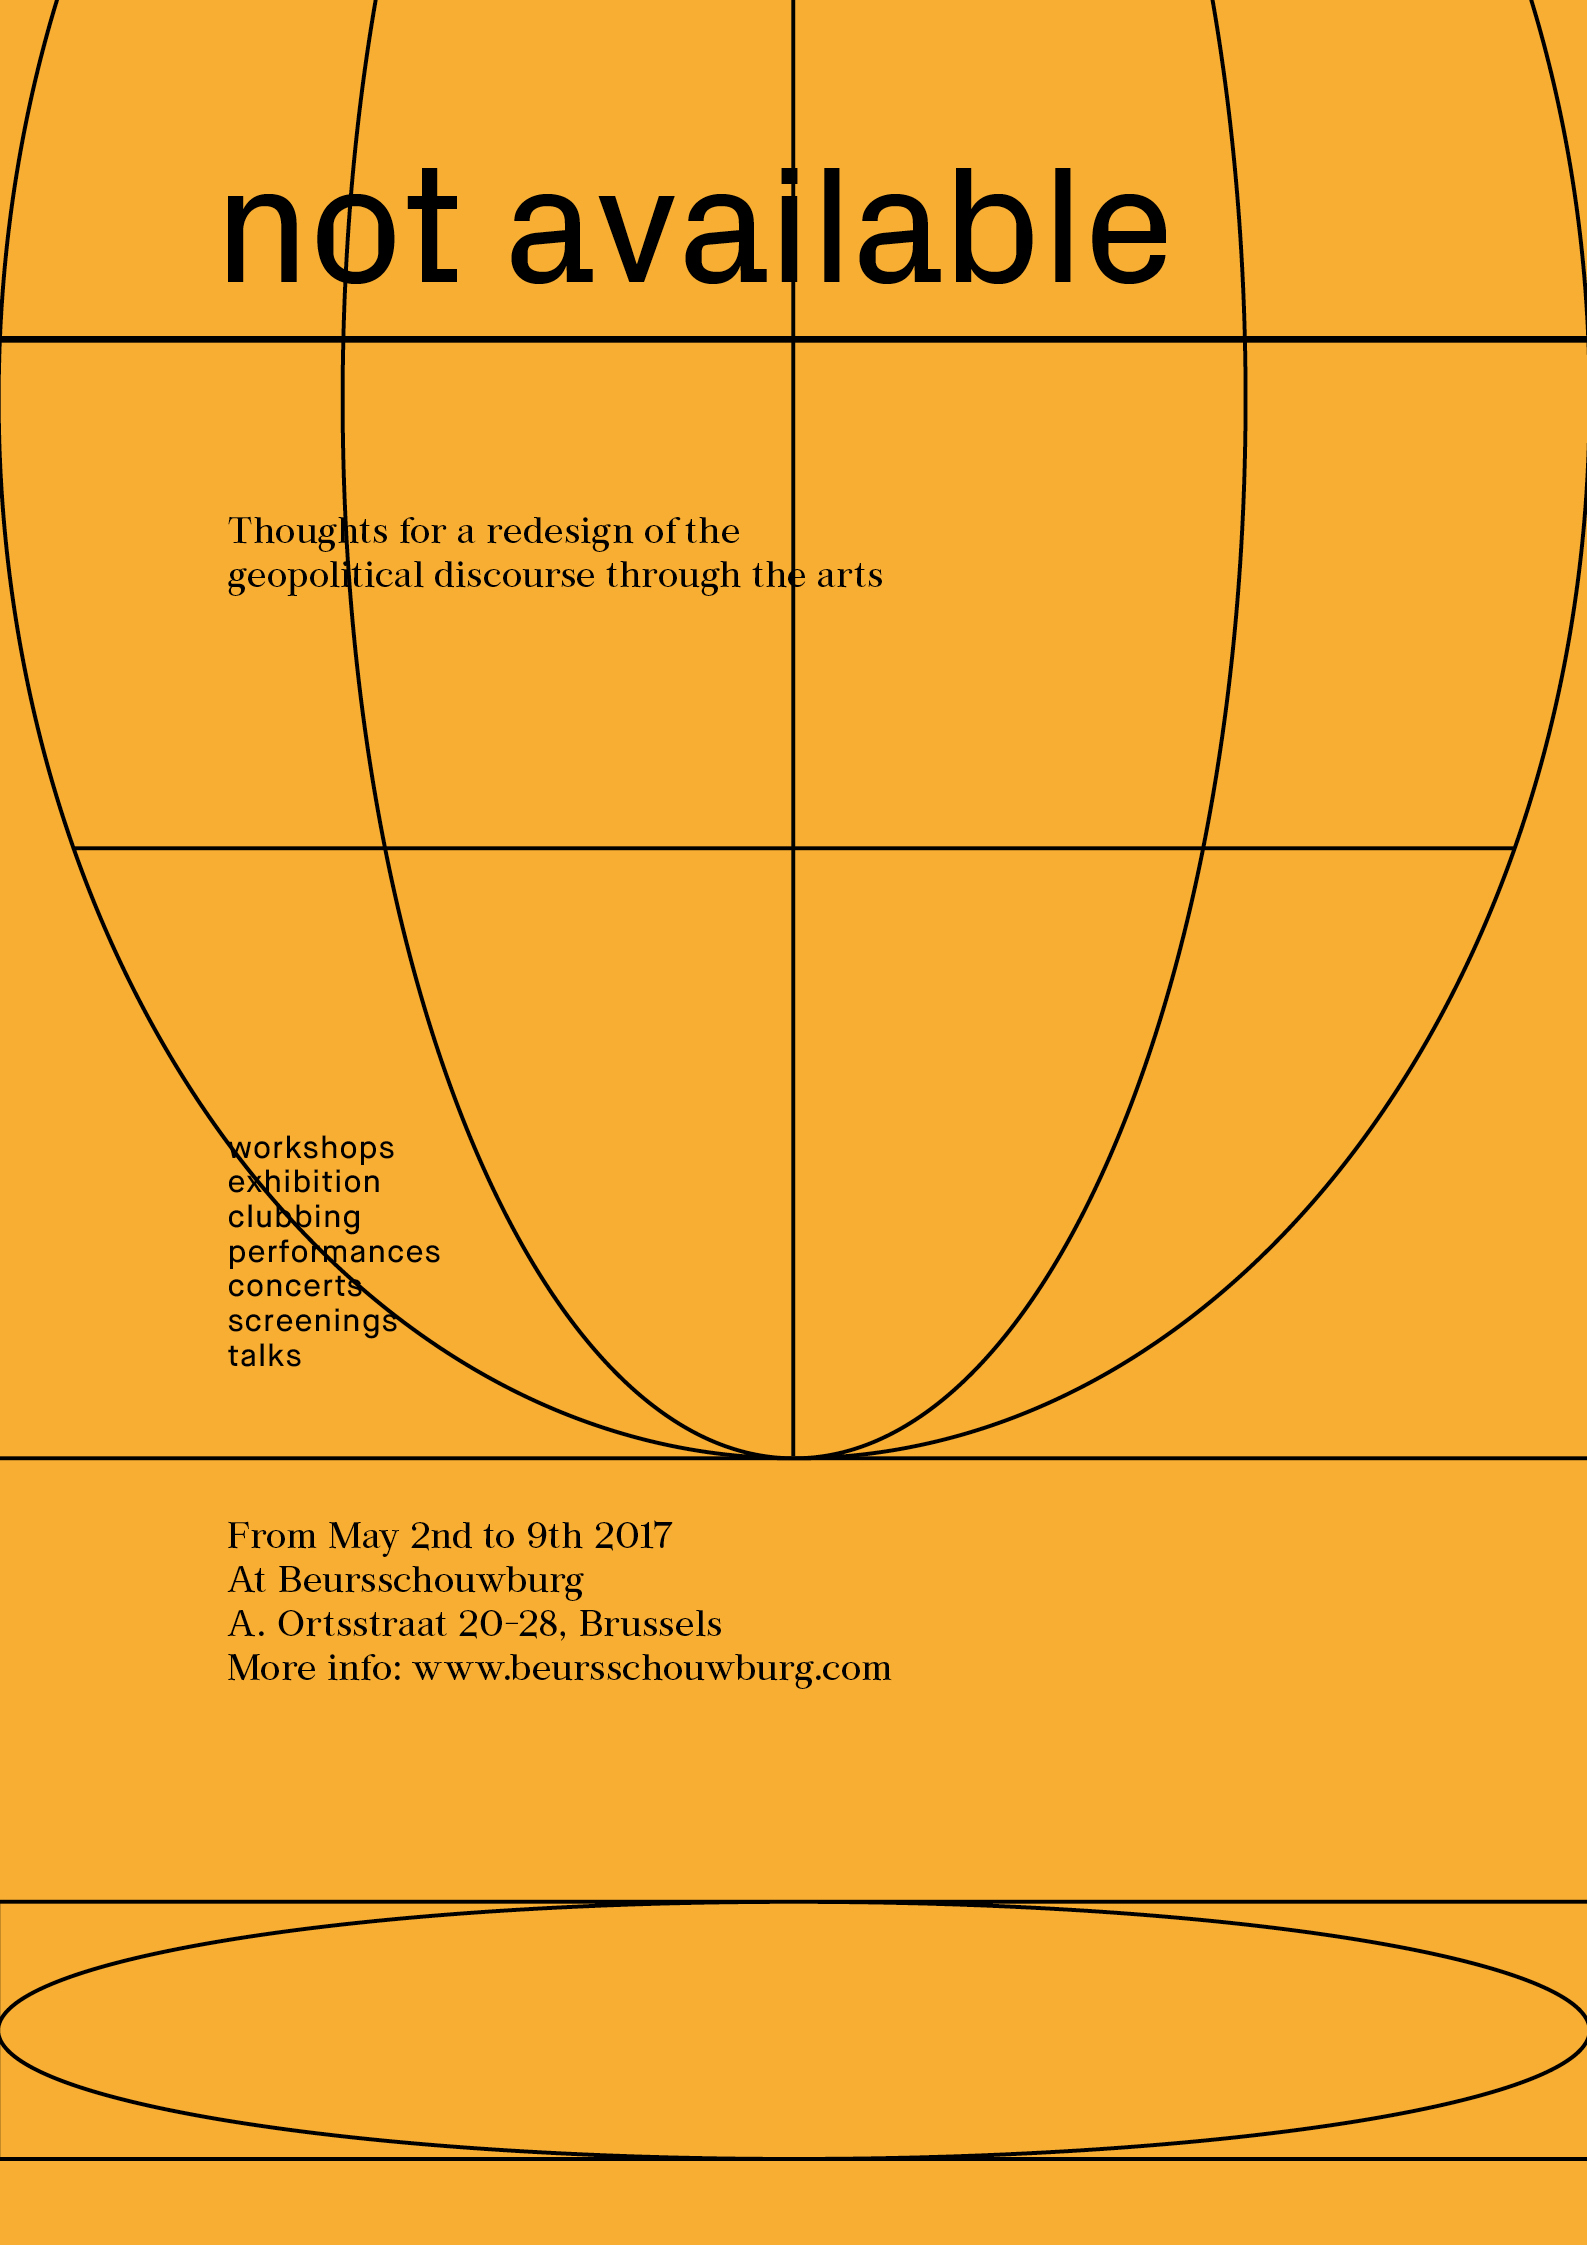 not available
Thoughts for a redesign of the
geopolitical discourse through the arts
workshops
exhibition
clubbing
performances
concerts
screenings
talks
From May 2nd to 9th 2017
At Beursschouwburg
A. Ortsstraat 20-28, Brussels
More info: www.beursschouwburg.com